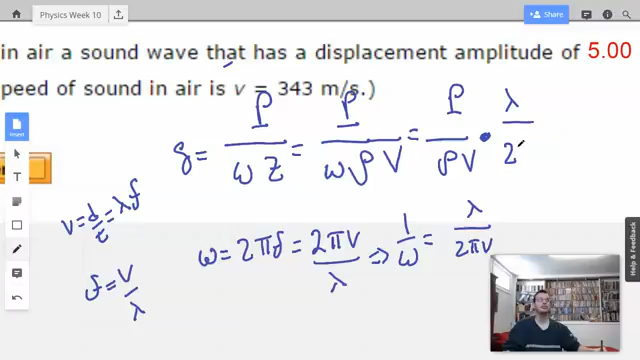 Physics Week 10
Share
in air a sound wave that has a displacement amplitude of 5.00
peed of sound in air is v = 343 m/s.)
Insert
δ = P / ωZ = P / ωρV = P / ρV • λ / 2
V = d/t = λf
ω = 2πf = 2πV / λ ⇒ 1/ω = λ / 2πV
f = V / λ
Help & Feedback